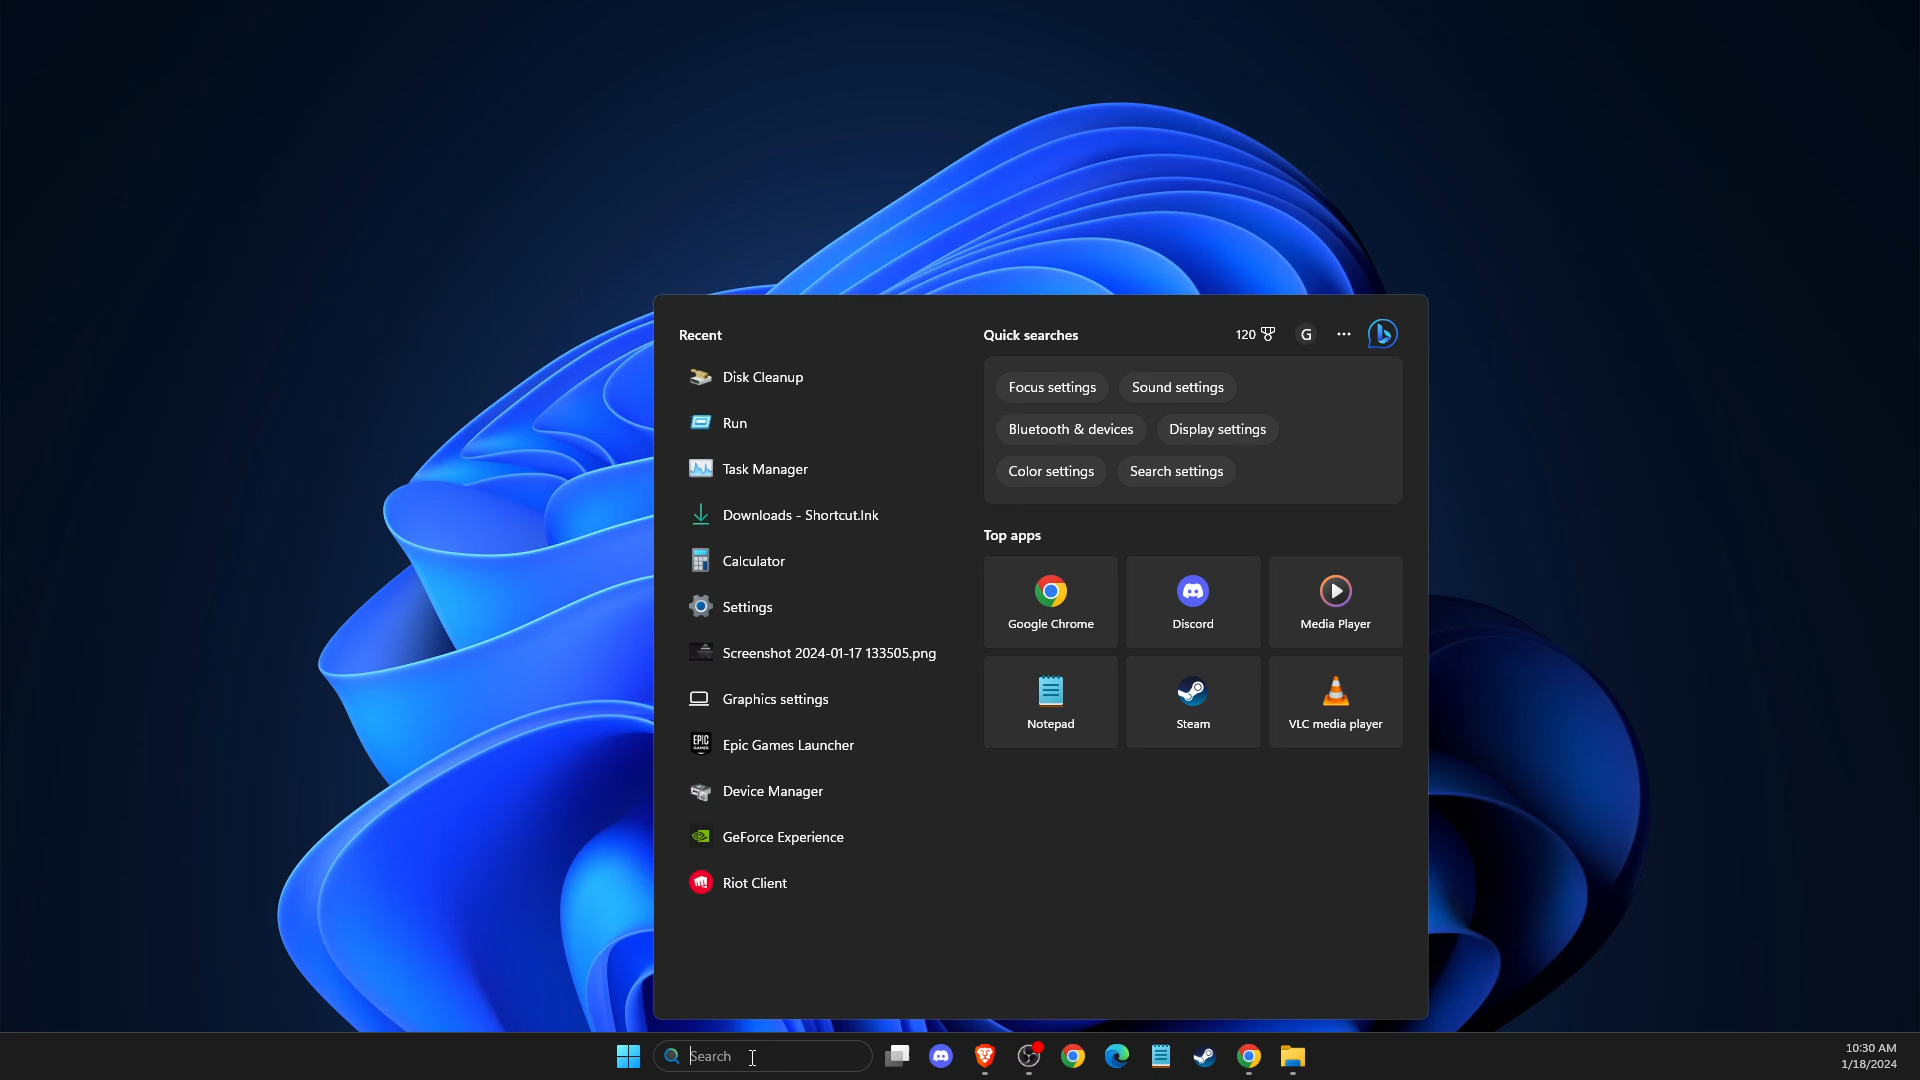 Recent
Disk Cleanup
Run
Task Manager
Downloads - Shortcut.lnk
Calculator
Settings
Screenshot 2024-01-17 133505.png
Graphics settings
EPIC GAMES
Epic Games Launcher
Device Manager
GeForce Experience
Riot Client
Quick searches
120
G
Focus settings
Sound settings
Bluetooth & devices
Display settings
Color settings
Search settings
Top apps
Google Chrome
Discord
Media Player
Notepad
Steam
VLC media player
Search
10:30 AM
1/18/2024